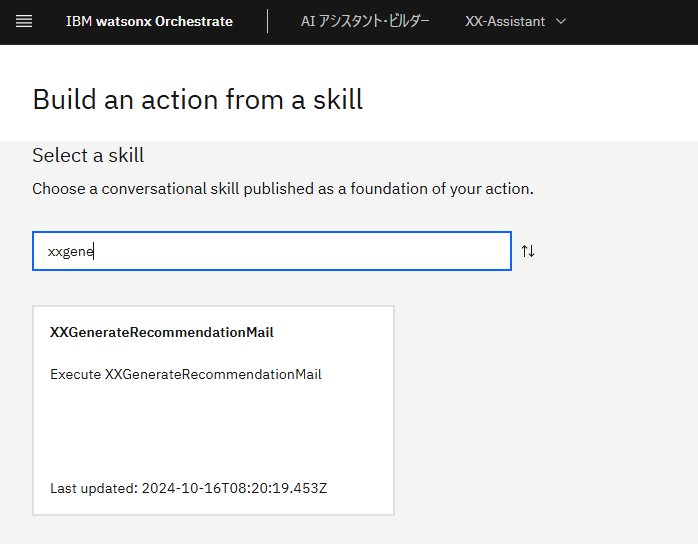 IBM watsonx Orchestrate
AI アシスタント・ビルダー
XX-Assistant
Build an action from a skill
Select a skill
Choose a conversational skill published as a foundation of your action.
xxgene
XXGenerateRecommendationMail
Execute XXGenerateRecommendationMail
Last updated: 2024-10-16T08:20:19.453Z